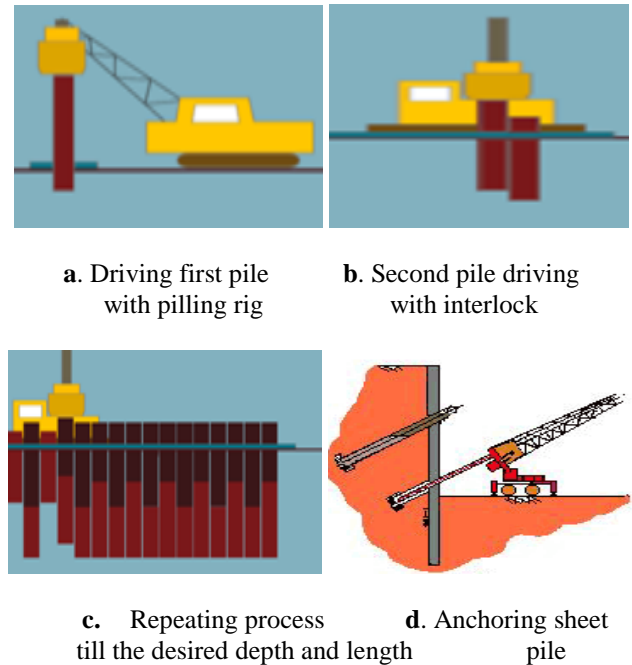 a. Driving first pile
with pilling rig
b. Second pile driving
with interlock
c. Repeating process
till the desired depth and length
d. Anchoring sheet
pile